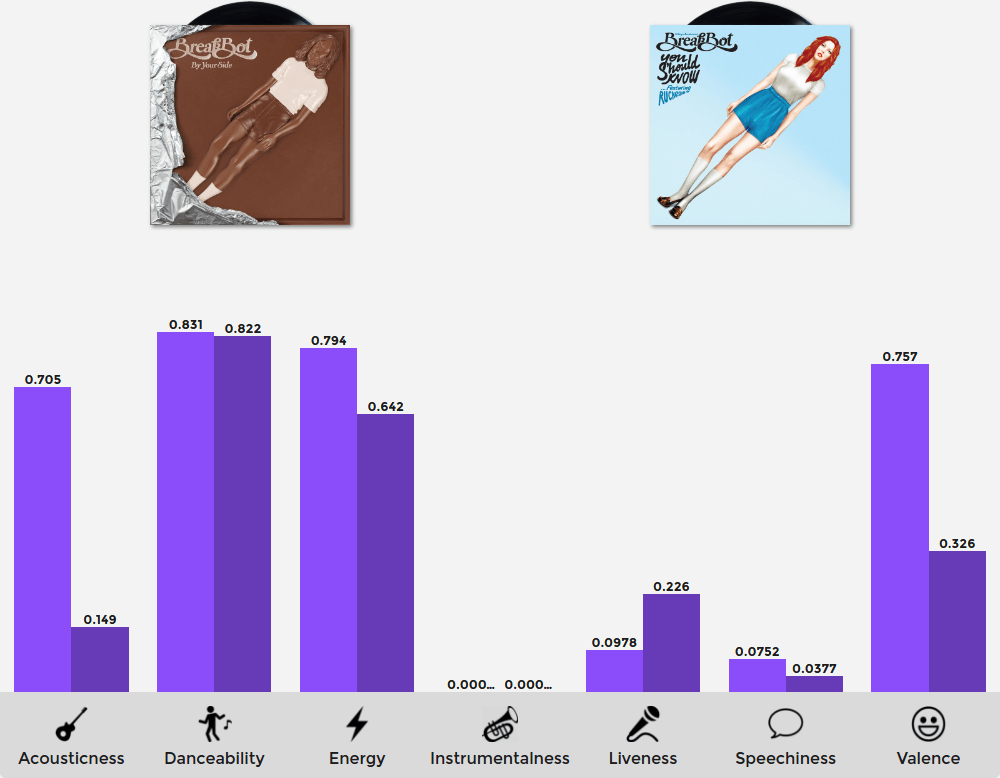 BreakBot
By Your Side
BreakBot
you
Should
know
...Featuring
0.705
0.149
0.831
0.822
0.794
0.642
0.000...
0.000...
0.0978
0.226
0.0752
0.0377
0.757
0.326
Acousticness
Danceability
Energy
Instrumentalness
Liveness
Speechiness
Valence